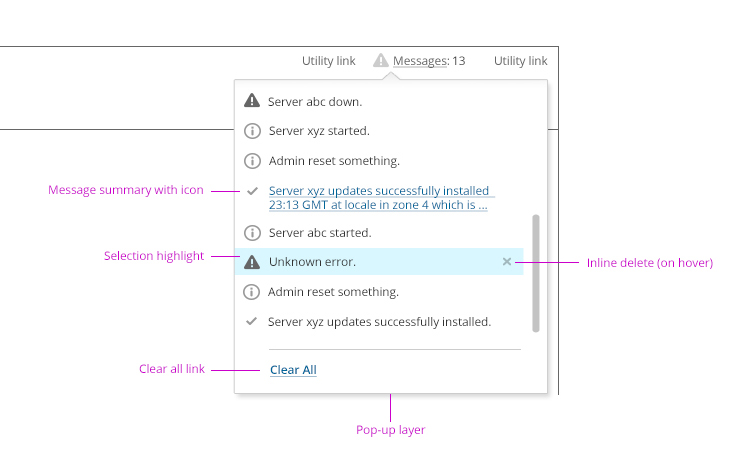 Utility link
Messages: 13
Utility link
Server abc down.
Server xyz started.
Admin reset something.
Message summary with icon
Server xyz updates successfully installed
23:13 GMT at locale in zone 4 which is ...
Server abc started.
Selection highlight
Unknown error.
Inline delete (on hover)
Admin reset something.
Server xyz updates successfully installed.
Clear all link
Clear All
Pop-up layer